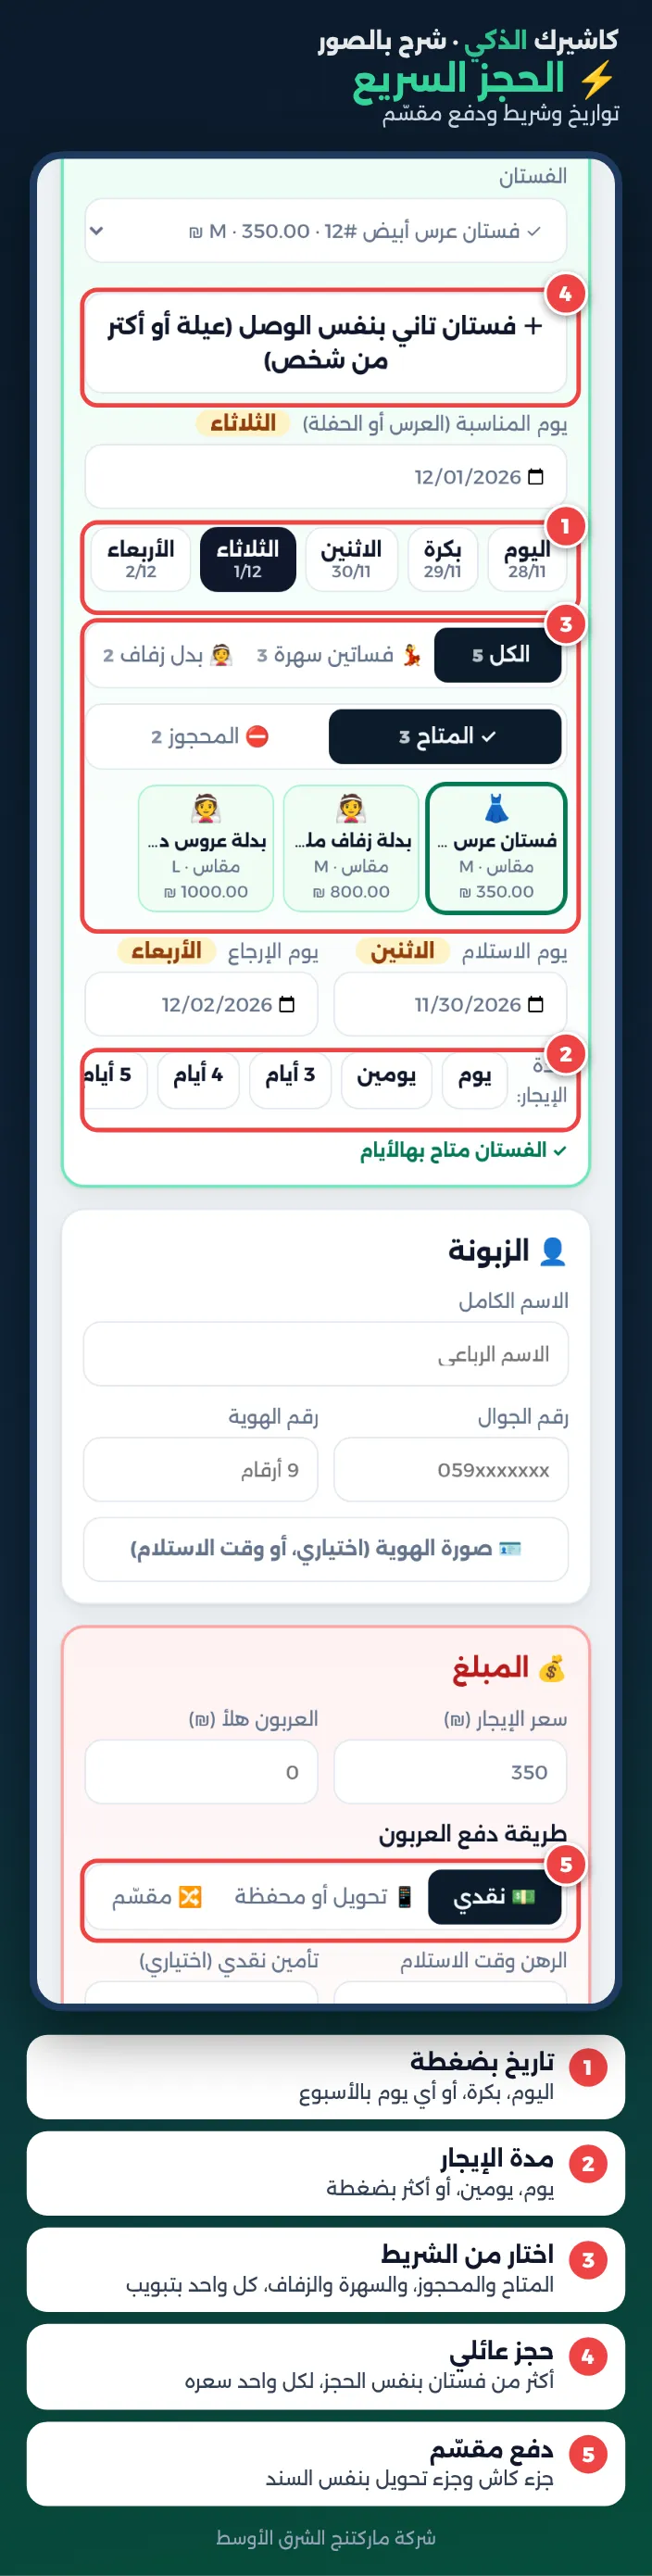 كاشيرك الذكي · شرح بالصور
⚡ الحجز السريع
تواريخ وشريط ودفع مقسّم
الفستان
✓ فستان عرس أبيض #12 · M · 350.00 ₪
4
+ فستان تاني بنفس الوصل (عيلة أو أكتر
من شخص)
يوم المناسبة (العرس أو الحفلة) الثلاثاء
12/01/2026
1
اليوم بكرة الاثنين الثلاثاء الأربعاء
28/11 29/11 30/11 1/12 2/12
3
الكل 5 💃 فساتين سهرة 3 👰 بدل زفاف 2
✓ المتاح 3 ⛔ المحجوز 2
فستان عرس ... بدلة زفاف ملـ... بدلة عروس د...
مقاس · M مقاس · M مقاس · L
350.00 ₪ 800.00 ₪ 1000.00 ₪
يوم الاستلام الاثنين يوم الإرجاع الأربعاء
11/30/2026 12/02/2026
2
يوم يومين 3 أيام 4 أيام 5 أيام
الإيجار:
✓ الفستان متاح بهالأيام
👤 الزبونة
الاسم الكامل
الاسم الرباعي
رقم الجوال رقم الهوية
059xxxxxxx 9 أرقام
🪪 صورة الهوية (اختياري، أو وقت الاستلام)
💰 المبلغ
سعر الإيجار (₪) العربون هلأ (₪)
350 0
طريقة دفع العربون
5
💵 نقدي 📱 تحويل أو محفظة 🔀 مقسّم
الرهن وقت الاستلام تأمين نقدي (اختياري)
1 تاريخ بضغطة
اليوم، بكرة، أو أي يوم بالأسبوع
2 مدة الإيجار
يوم، يومين، أو أكثر بضغطة
3 اختار من الشريط
المتاح والمحجوز، والسهرة والزفاف، كل واحد بتبويب
4 حجز عائلي
أكثر من فستان بنفس الحجز، لكل واحد سعره
5 دفع مقسّم
جزء كاش وجزء تحويل بنفس السند
شركة ماركتنج الشرق الأوسط